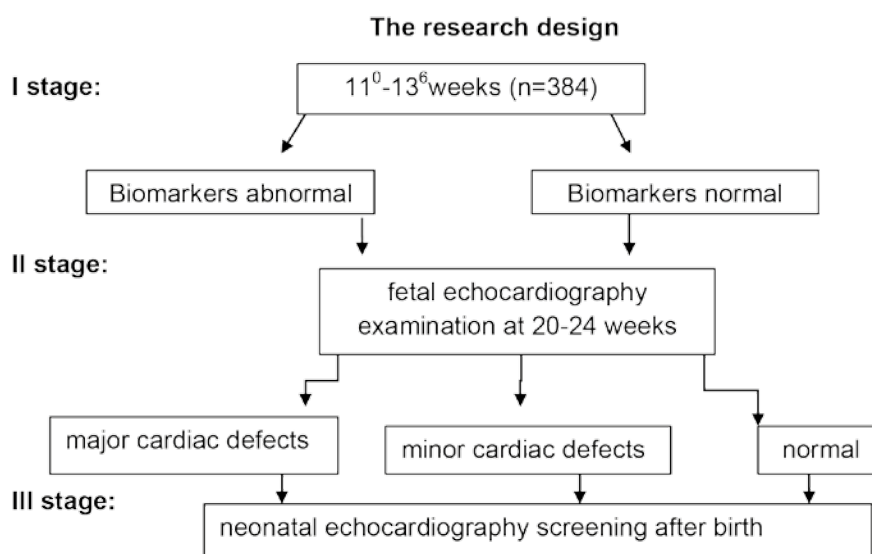 The research design
I stage:
11⁰-13⁶weeks (n=384)
Biomarkers abnormal
Biomarkers normal
II stage:
fetal echocardiography
examination at 20-24 weeks
major cardiac defects
minor cardiac defects
normal
III stage:
neonatal echocardiography screening after birth